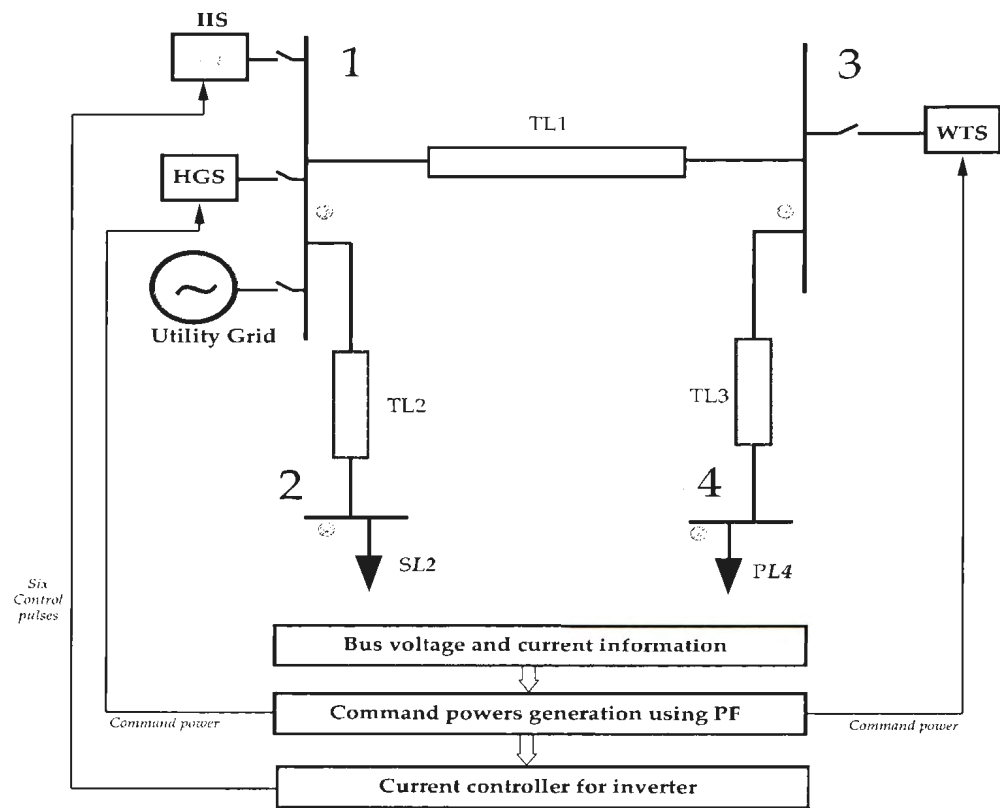 IIS
1
3
TL1
WTS
HGS
~
Utility Grid
TL2
TL3
2
4
SL2
PL4
Six
Control
pulses
Bus voltage and current information
Command power
Command powers generation using PF
Command power
Current controller for inverter